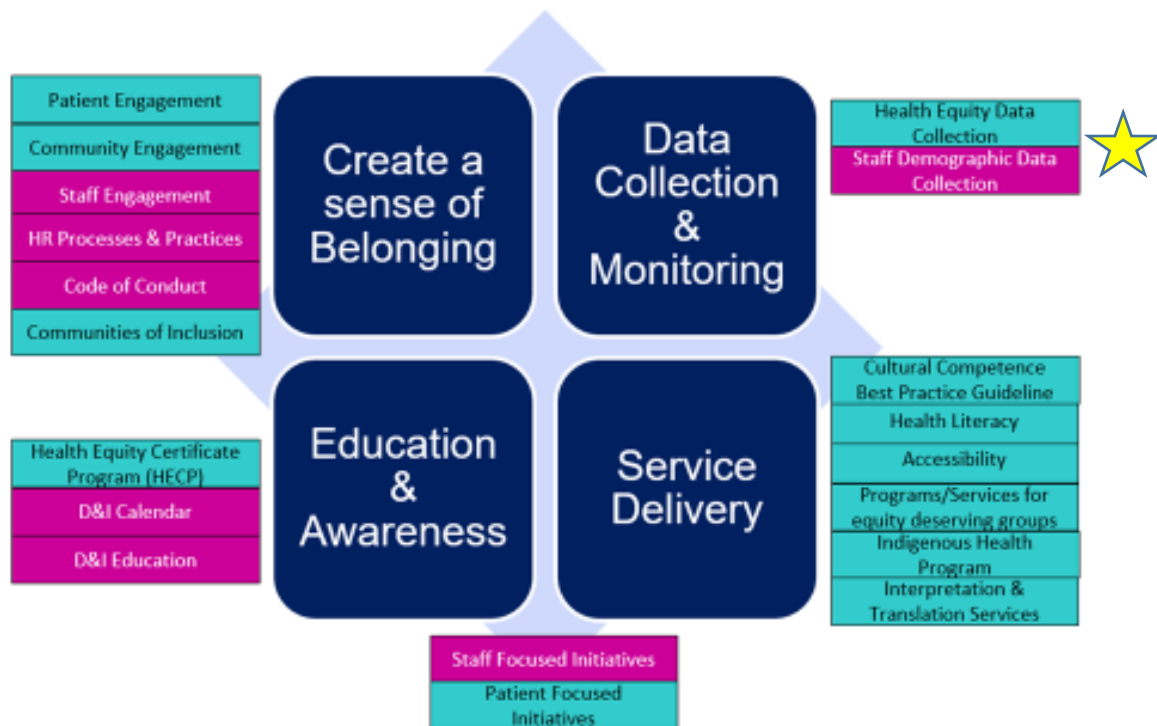 Patient Engagement
Community Engagement
Staff Engagement
HR Processes & Practices
Code of Conduct
Communities of Inclusion
Create a
sense of
Belonging
Data
Collection
&
Monitoring
Health Equity Data
Collection
Staff Demographic Data
Collection
Health Equity Certificate
Program (HECP)
D&I Calendar
D&I Education
Education
&
Awareness
Service
Delivery
Cultural Competence
Best Practice Guideline
Health Literacy
Accessibility
Programs/Services for
equity deserving groups
Indigenous Health
Program
Interpretation &
Translation Services
Staff Focused Initiatives
Patient Focused
Initiatives